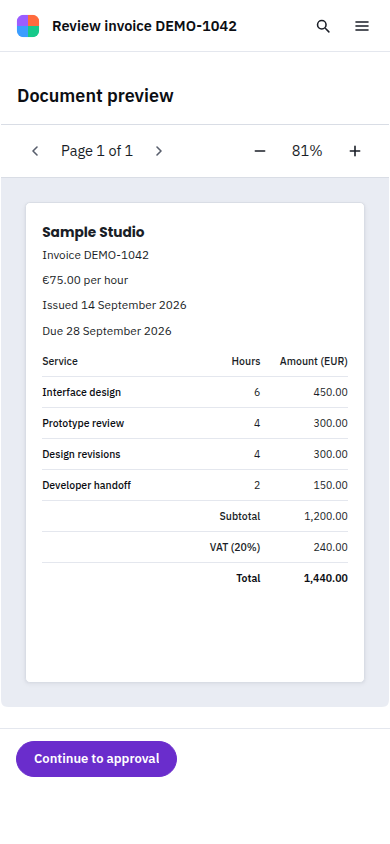 Review invoice DEMO-1042
Document preview
Page 1 of 1
81%
Sample Studio
Invoice DEMO-1042
€75.00 per hour
Issued 14 September 2026
Due 28 September 2026
Service Hours Amount (EUR)
Interface design 6 450.00
Prototype review 4 300.00
Design revisions 4 300.00
Developer handoff 2 150.00
Subtotal 1,200.00
VAT (20%) 240.00
Total 1,440.00
Continue to approval